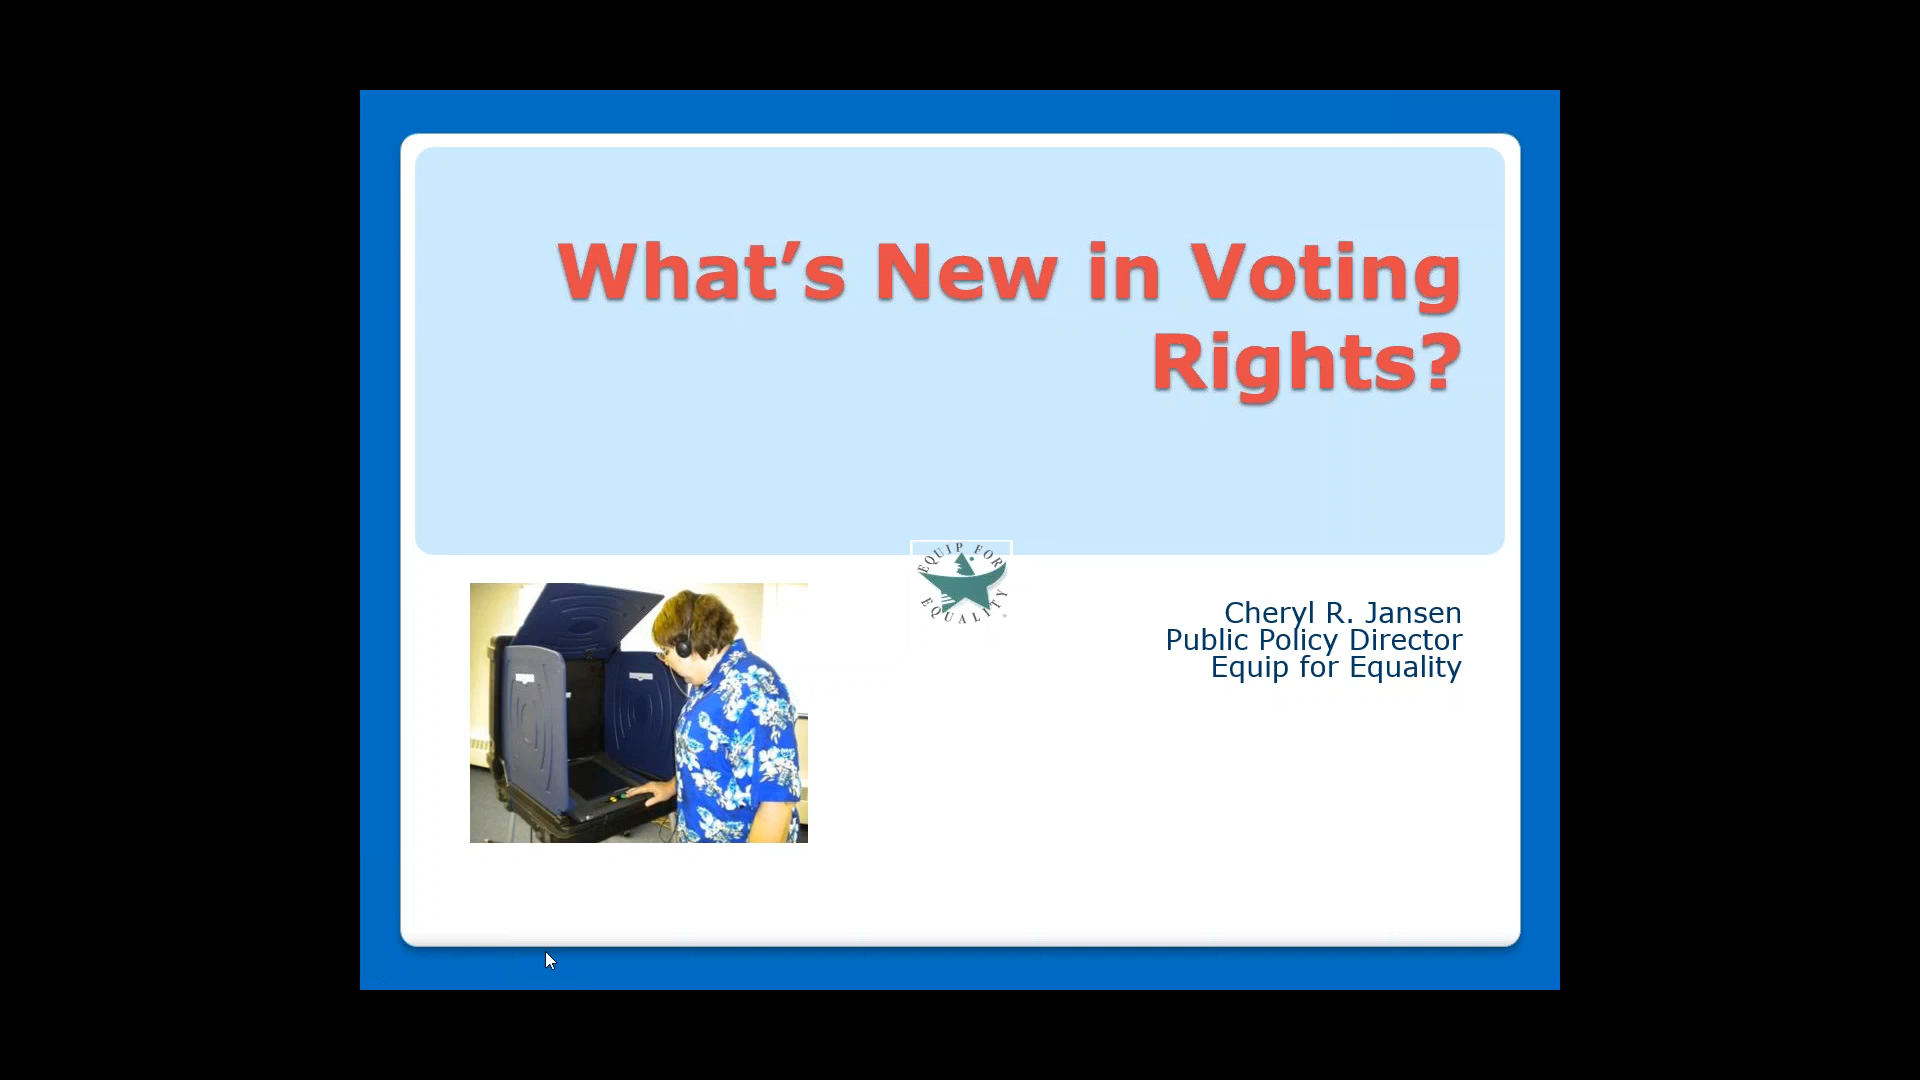 What’s New in Voting
Rights?
EQUIP FOR
EQUALITY
Cheryl R. Jansen
Public Policy Director
Equip for Equality